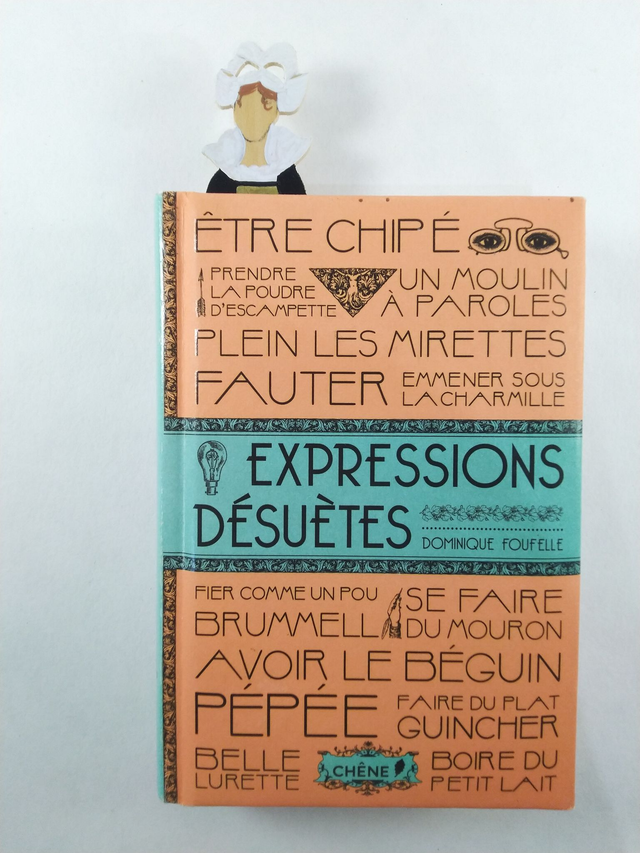 ÊTRE CHIPÉ
PRENDRE
LA POUDRE
D'ESCAMPETTE
UN MOULIN
À PAROLES
PLEIN LES MIRETTES
FAUTER
EMMENER SOUS
LA CHARMILLE
EXPRESSIONS
DÉSUÈTES
DOMINIQUE FOUFELLE
FIER COMME UN POU
BRUMMELL
SE FAIRE
DU MOURON
AVOIR LE BÉGUIN
PÉPÉE
FAIRE DU PLAT
GUINCHER
BELLE
LURETTE
CHÊNE
BOIRE DU
PETIT LAIT